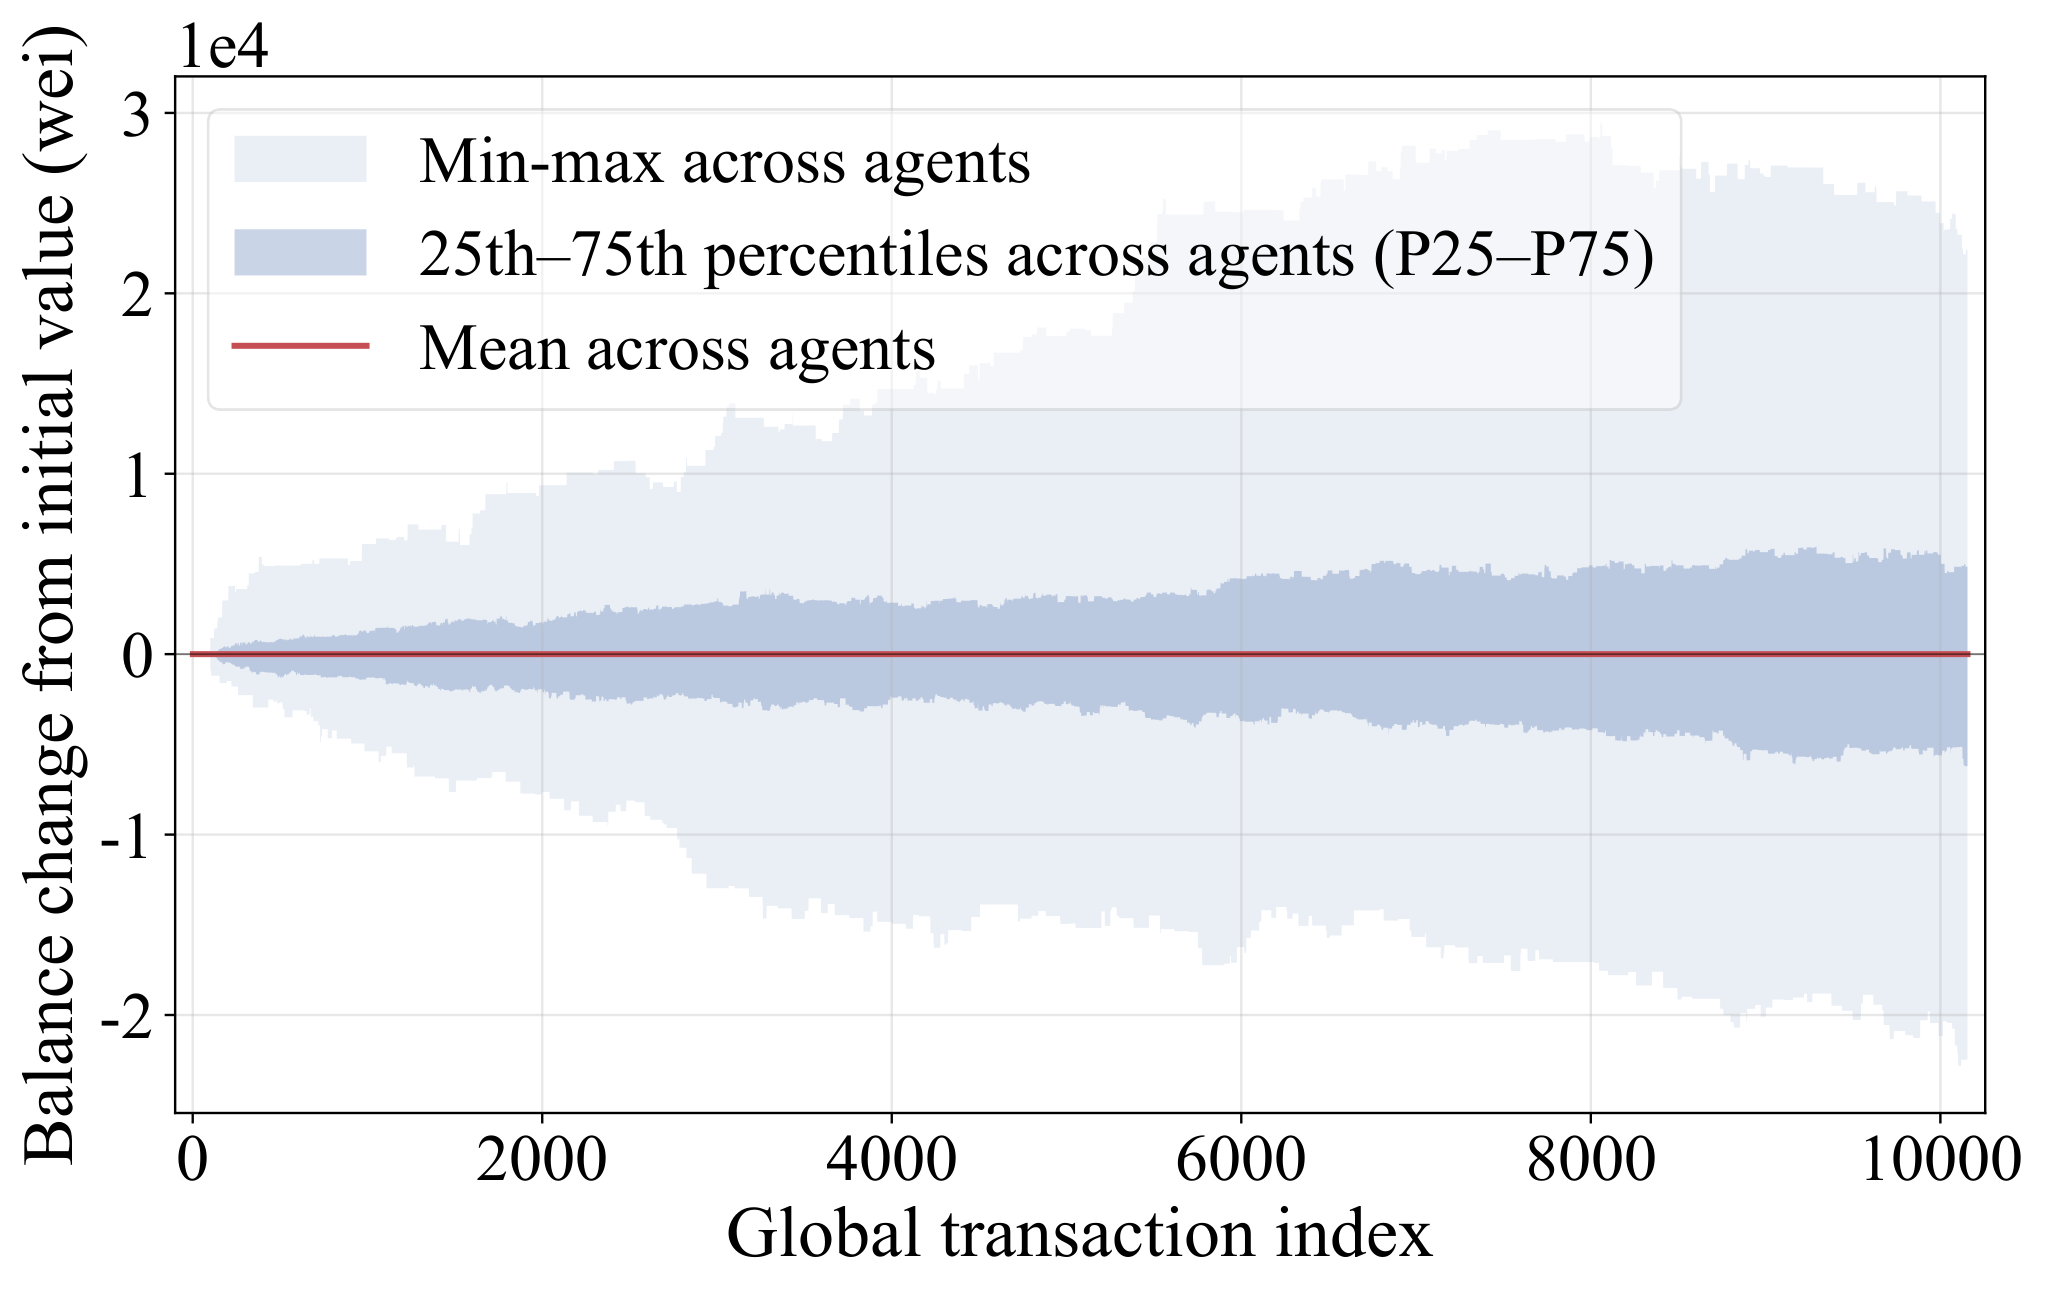 1e4
Balance change from initial value (wei)
3
2
1
0
-1
-2
Min-max across agents
25th–75th percentiles across agents (P25–P75)
Mean across agents
0 2000 4000 6000 8000 10000
Global transaction index